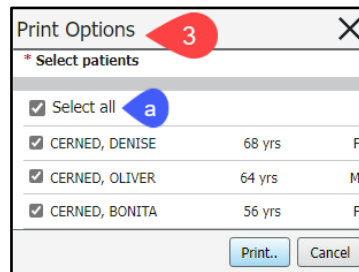 Print Options 3 X
* Select patients
Select all a
CERNED, DENISE 68 yrs F
CERNED, OLIVER 64 yrs M
CERNED, BONITA 56 yrs F
Print.. Cancel